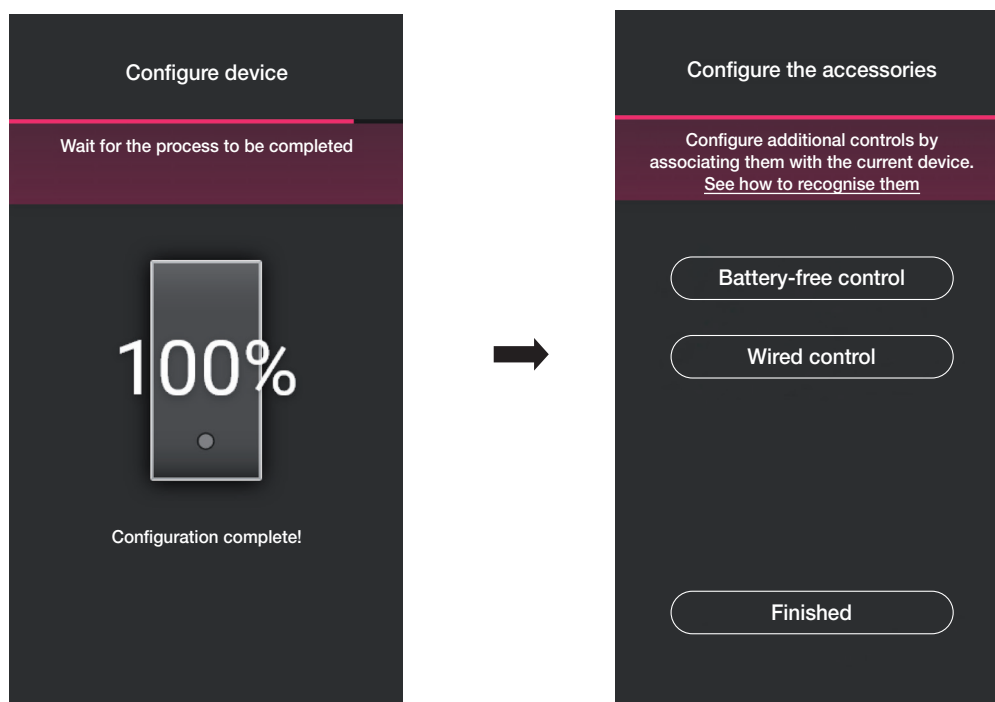 Configure device
Wait for the process to be completed
100%
Configuration complete!
Configure the accessories
Configure additional controls by
associating them with the current device.
See how to recognise them
Battery-free control
Wired control
Finished